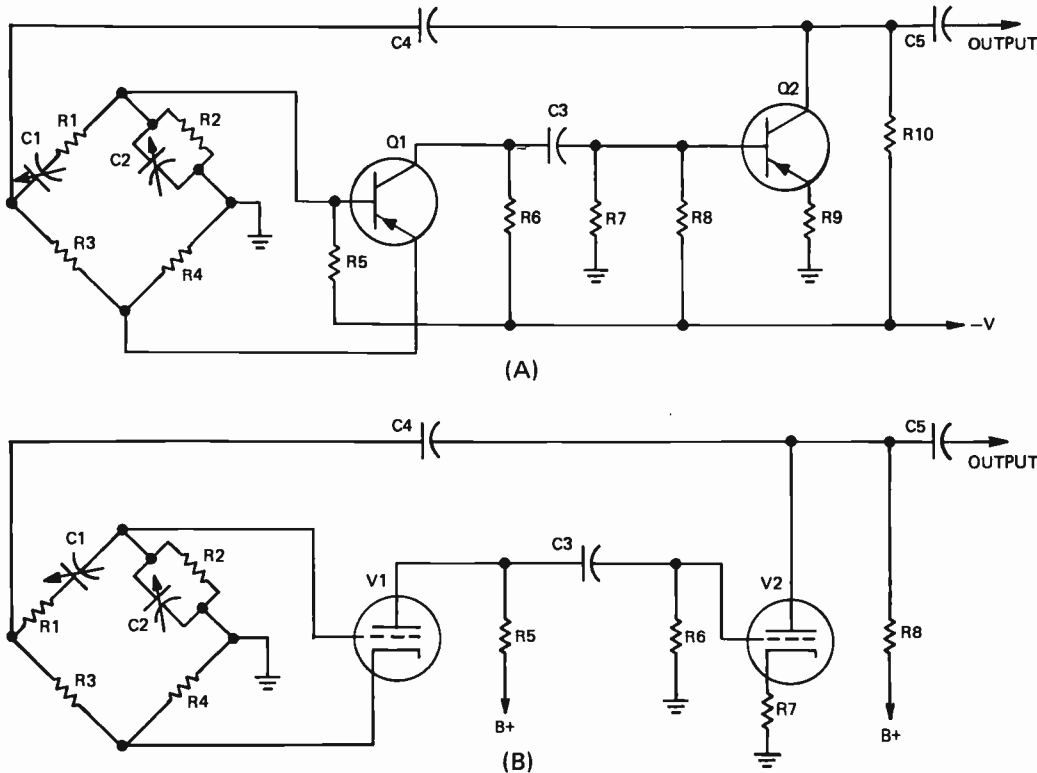 C4
C5
OUTPUT
R1
R2
C1
C2
Q1
C3
Q2
R10
R3
R4
R5
R6
R7
R8
R9
−V
(A)
C4
C5
OUTPUT
C1
R2
R1
C2
V1
C3
V2
R3
R4
R5
R6
R8
R7
B+
B+
(B)